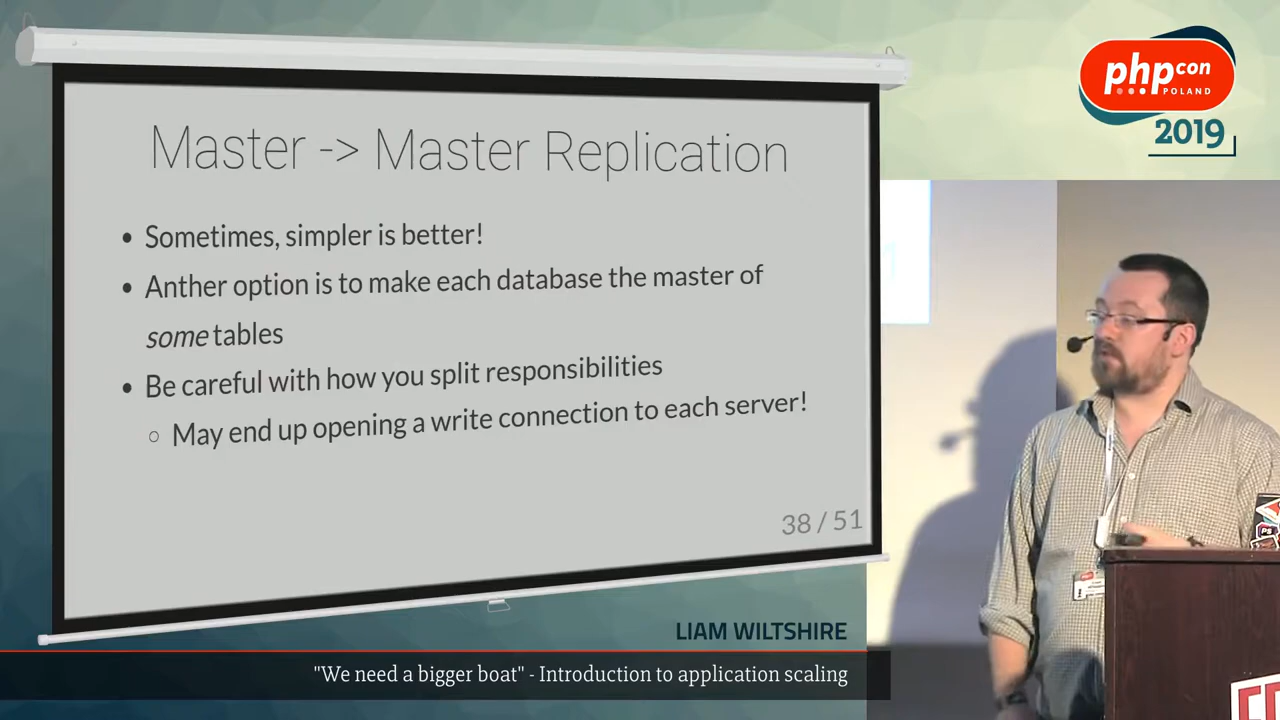 Master -> Master Replication
• Sometimes, simpler is better!
• Anther option is to make each database the master of
some tables
• Be careful with how you split responsibilities
○ May end up opening a write connection to each server!
38 / 51
php con
POLAND
2019
LIAM WILTSHIRE
"We need a bigger boat" - Introduction to application scaling